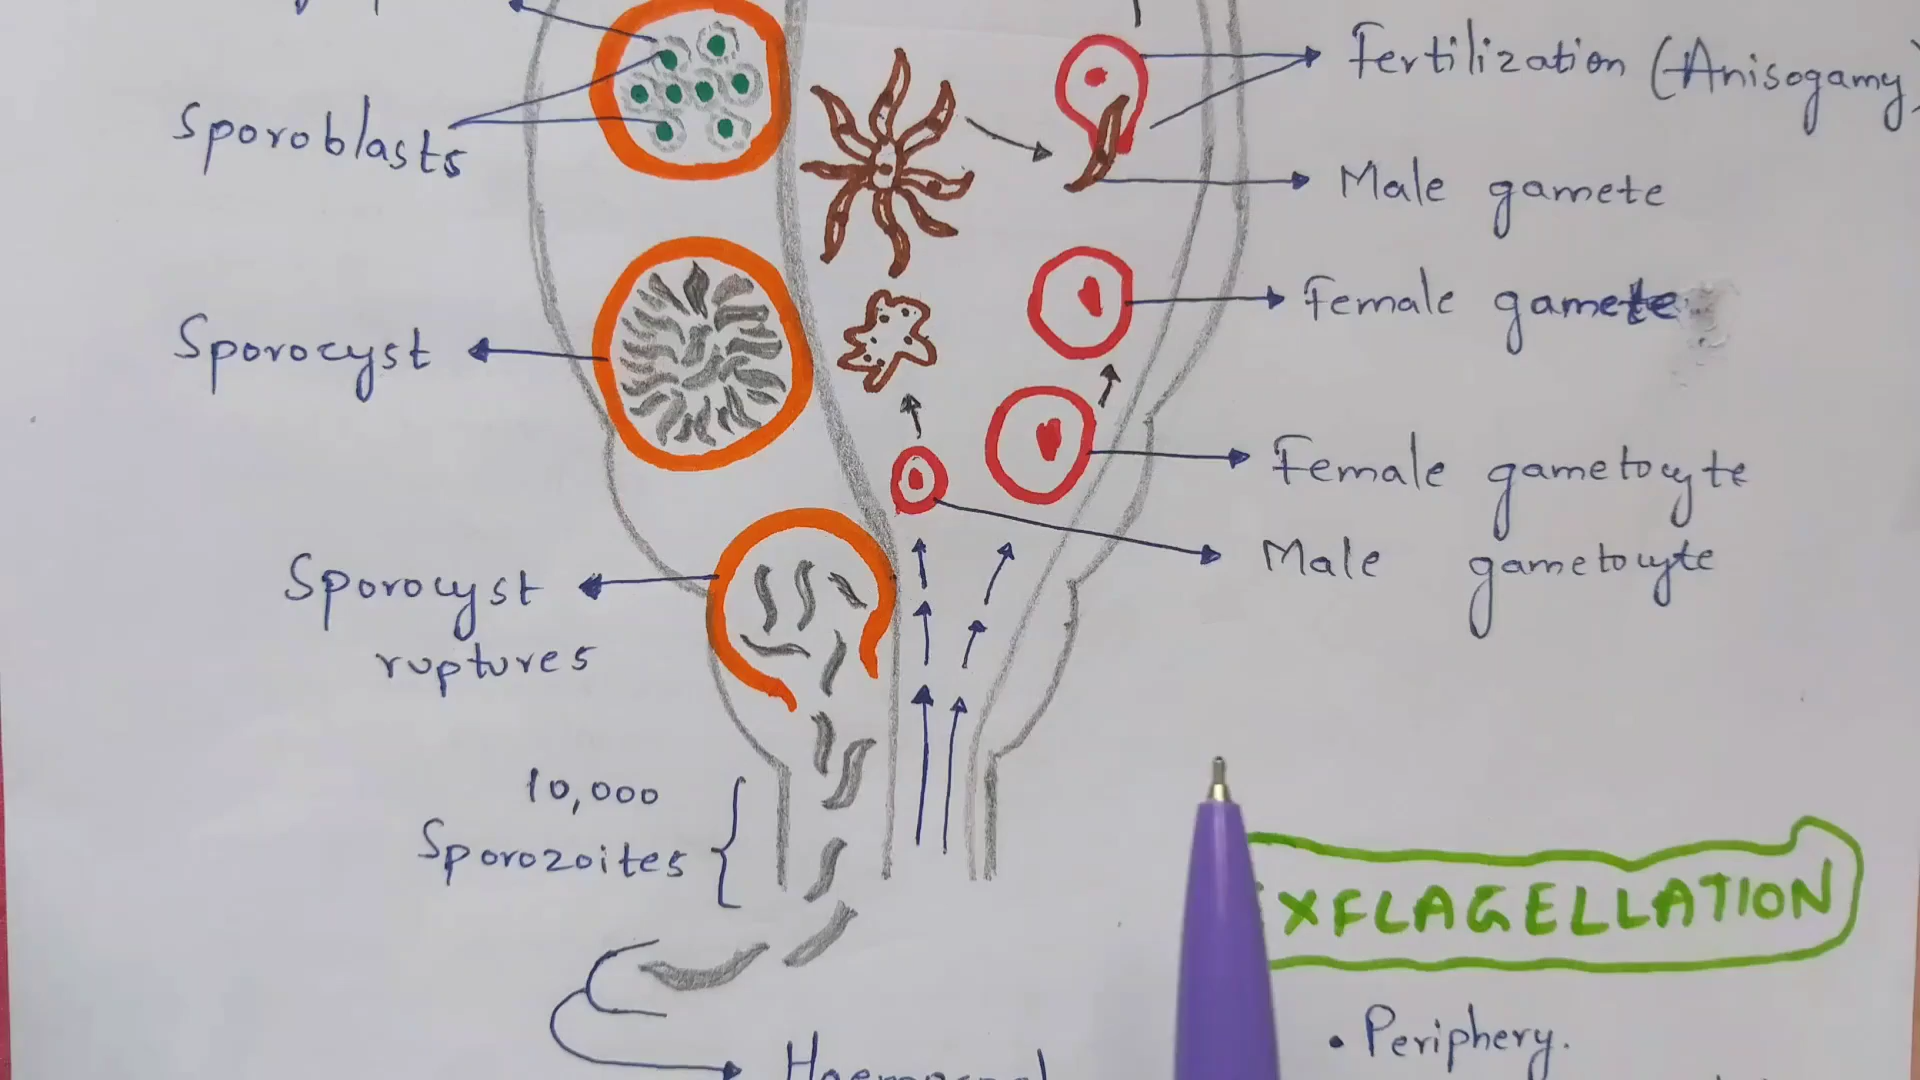 Fertilization (Anisogamy)
Sporoblasts
Male gamete
Female gamete
Sporocyst
Female gametocyte
Male gametocyte
Sporocyst
ruptures
10,000
Sporozoites
XFLAGELLATION
• Periphery.